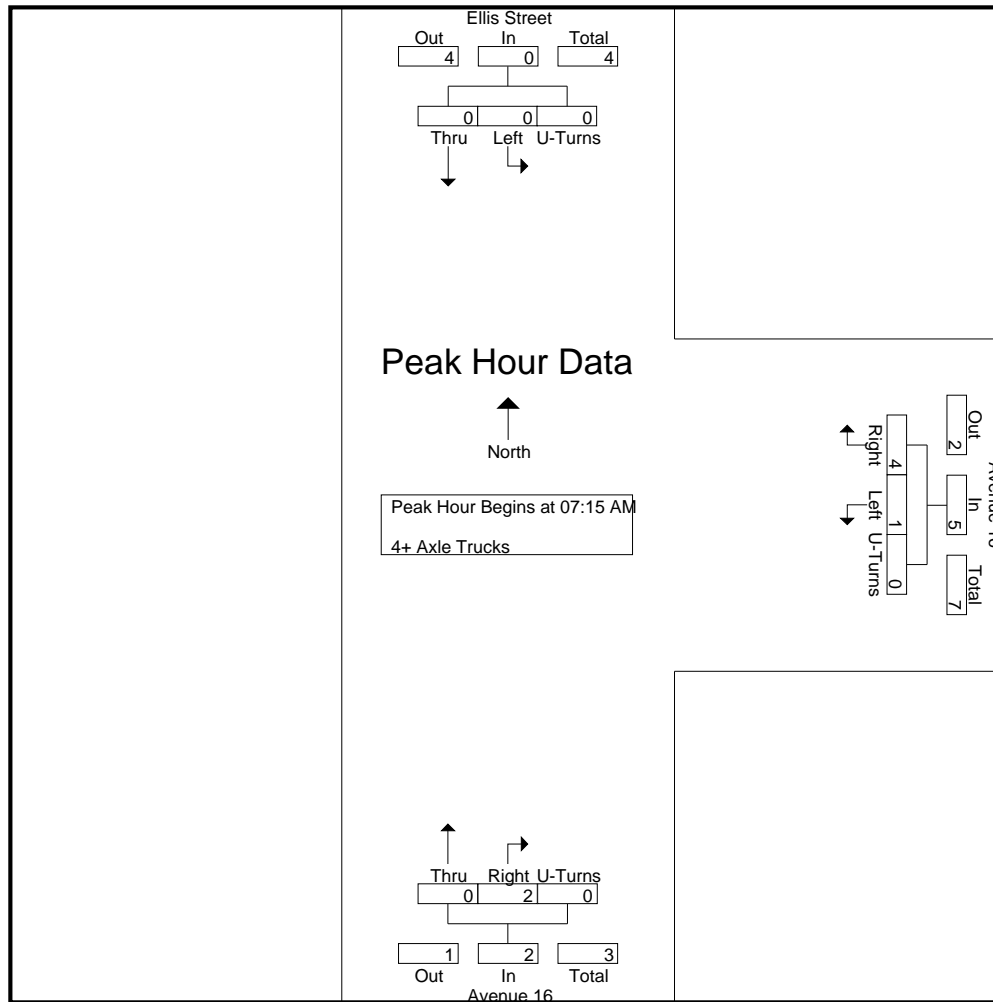 Ellis Street
Out In Total
4 0 4
0 0 0
Thru Left U-Turns
Peak Hour Data
North
Peak Hour Begins at 07:15 AM
4+ Axle Trucks
Out In Total
2 5 7
4 1 0
Right Left U-Turns
Thru Right U-Turns
0 2 0
1 2 3
Out In Total
Avenue 16